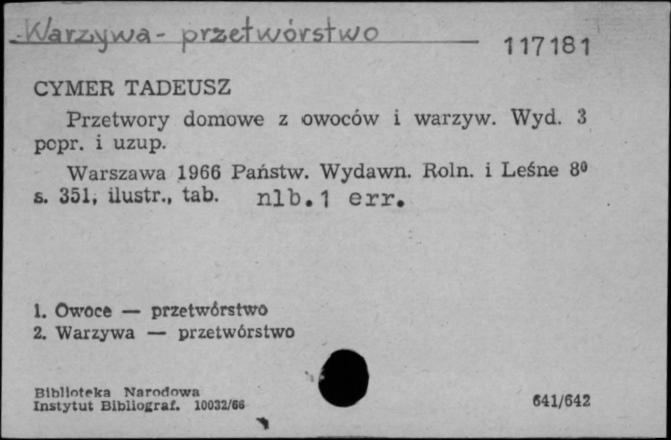 Warzywa - przetwórstwo
117181
CYMER TADEUSZ
Przetwory domowe z owoców i warzyw. Wyd. 3
popr. i uzup.
Warszawa 1966 Państw. Wydawn. Roln. i Leśne 8⁰
s. 351, ilustr., tab. nlb.1 err.
1. Owoce — przetwórstwo
2. Warzywa — przetwórstwo
Biblioteka Narodowa
Instytut Bibliograf. 10032/66
641/642